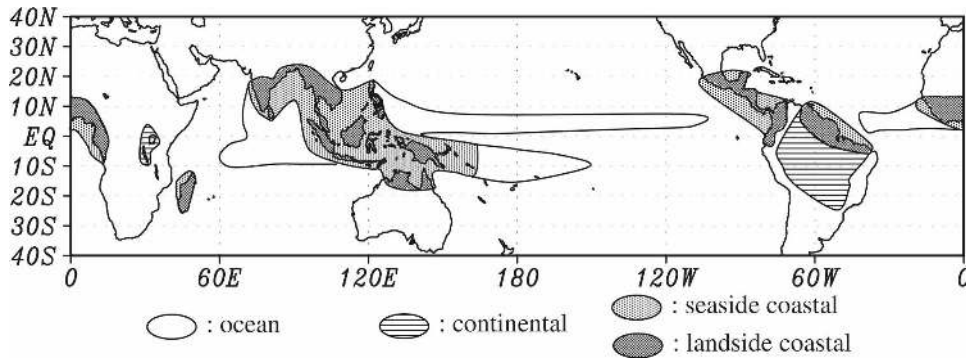 40N
30N
20N
10N
EQ
10S
20S
30S
40S
0 60E 120E 180 120W 60W 0
: ocean : continental : seaside coastal
: landside coastal